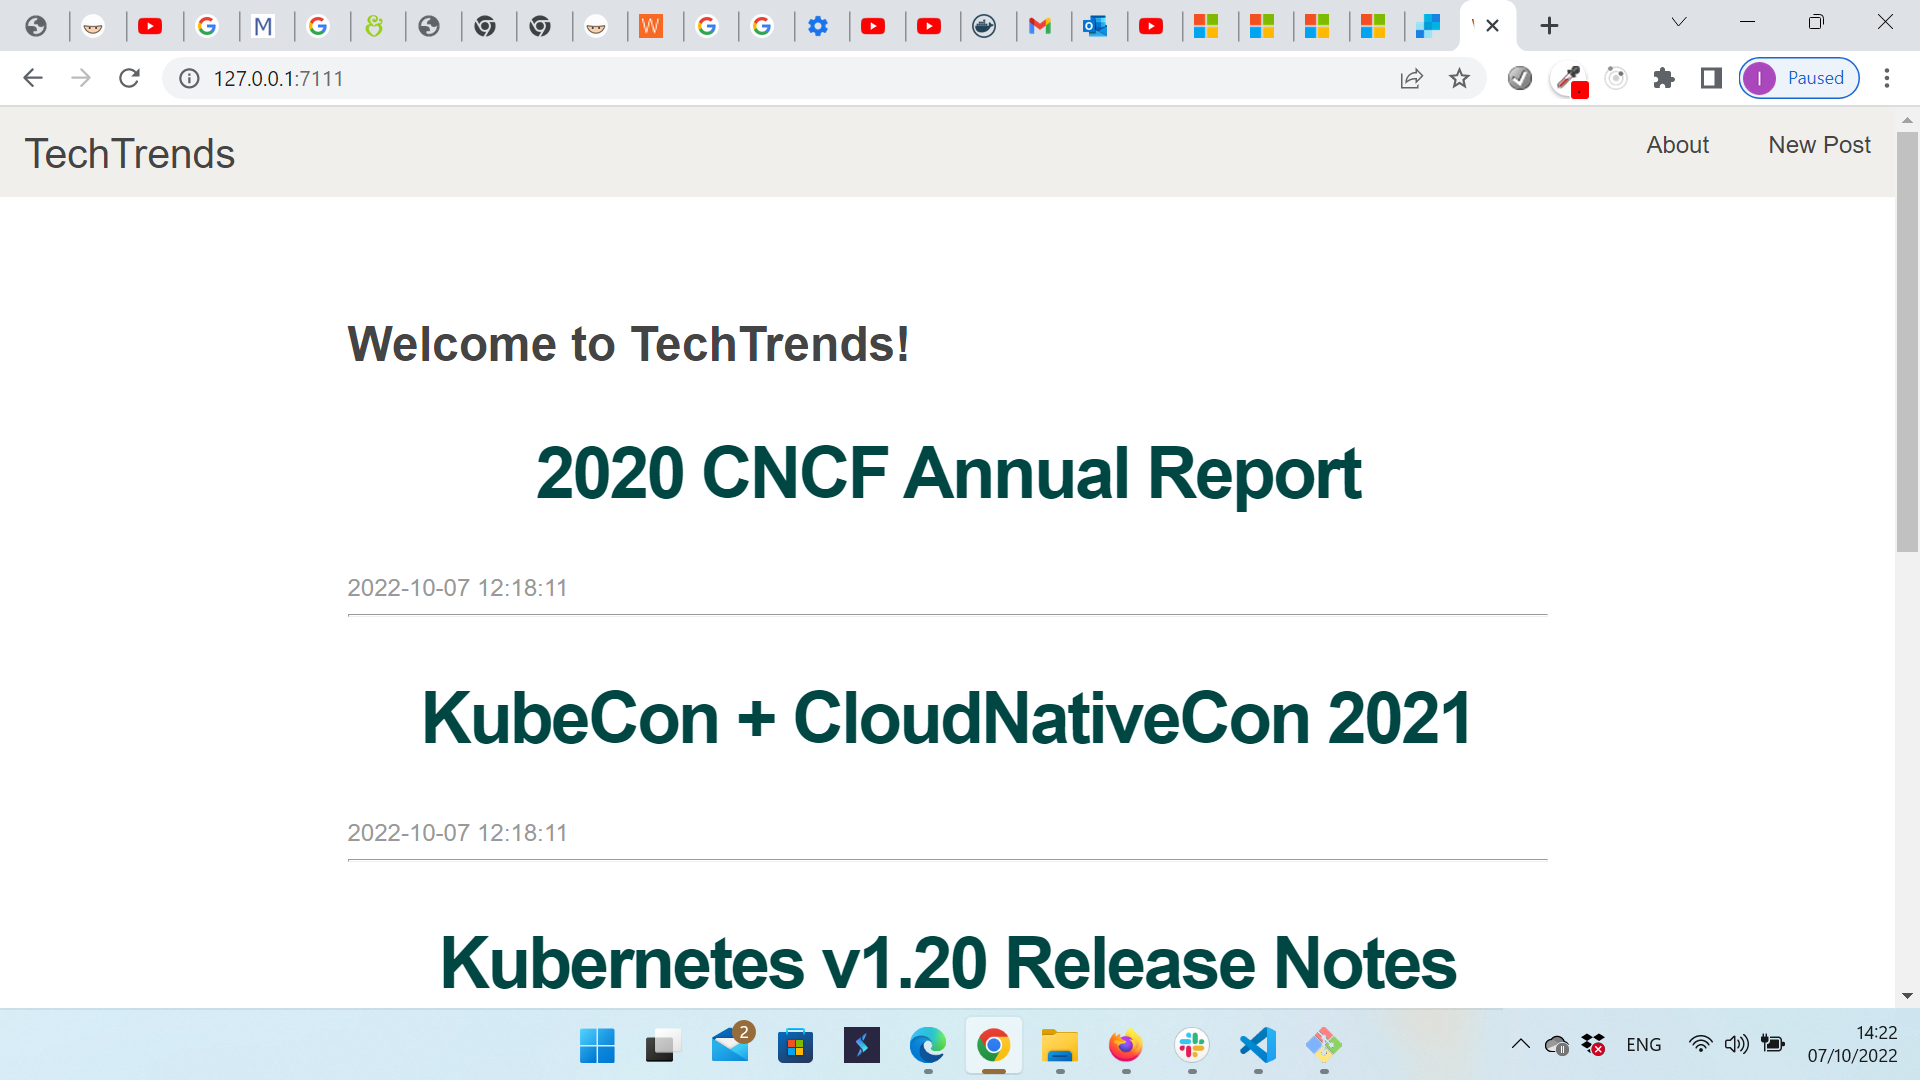 127.0.0.1:7111
Paused
TechTrends
About
New Post
Welcome to TechTrends!
2020 CNCF Annual Report
2022-10-07 12:18:11
KubeCon + CloudNativeCon 2021
2022-10-07 12:18:11
Kubernetes v1.20 Release Notes
2
ENG
14:22
07/10/2022